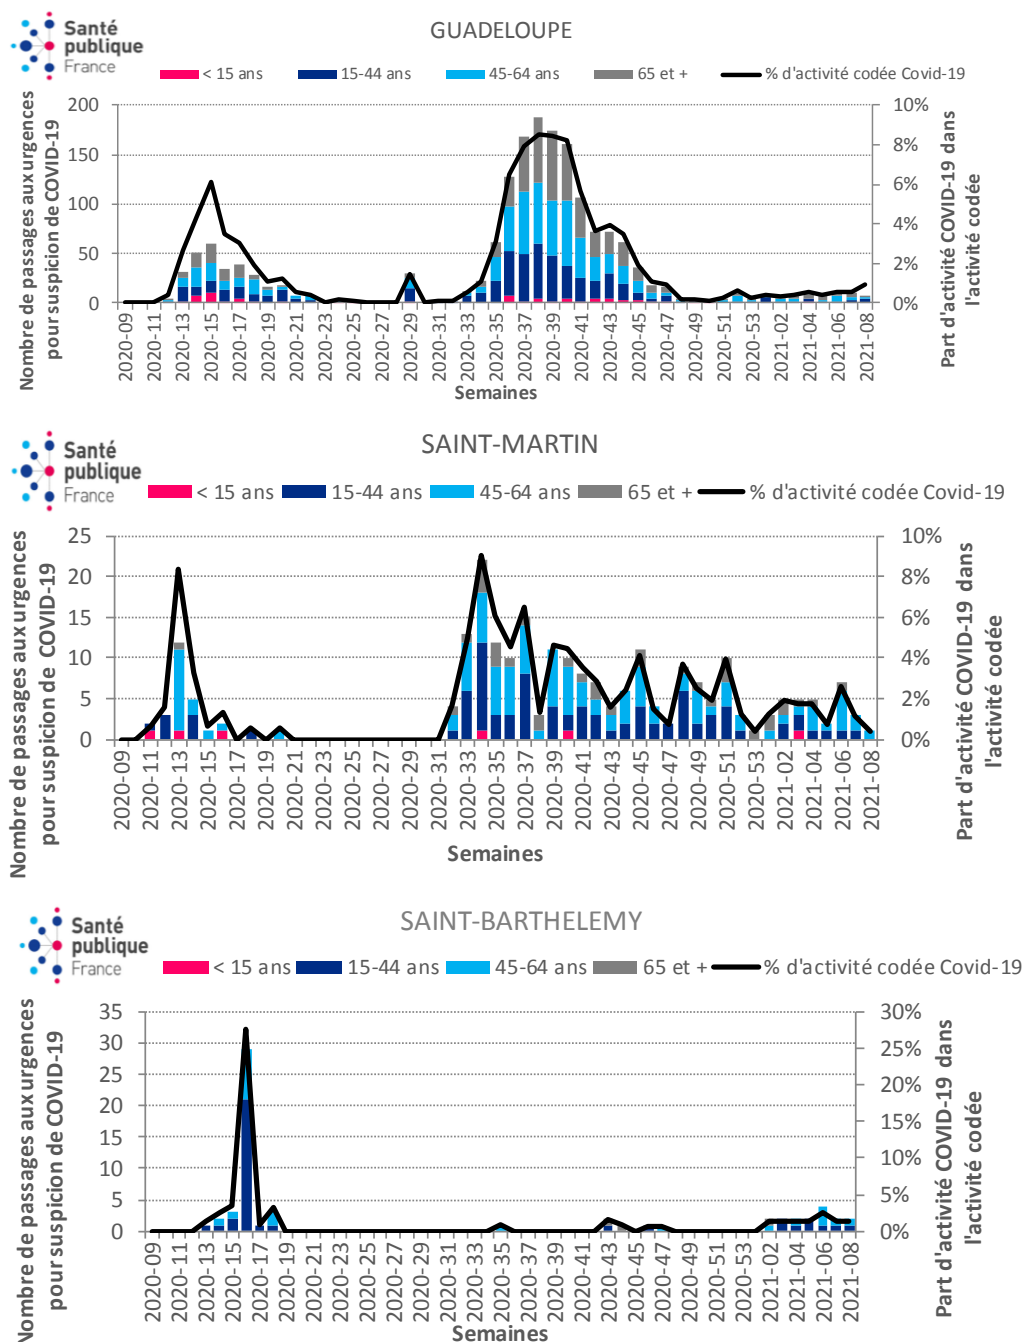 Santé
publique
France
GUADELOUPE
< 15 ans 15-44 ans 45-64 ans 65 et + % d'activité codée Covid-19
Nombre de passages aux urgences
pour suspicion de COVID-19
200
150
100
50
0
10%
8%
6%
4%
2%
0%
Part d'activité COVID-19 dans
l'activité codée
2020-09 2020-11 2020-13 2020-15 2020-17 2020-19 2020-21 2020-23 2020-25 2020-27 2020-29 2020-31 2020-33 2020-35 2020-37 2020-39 2020-41 2020-43 2020-45 2020-47 2020-49 2020-51 2020-53 2021-02 2021-04 2021-06 2021-08
Semaines
Santé
publique
France
SAINT-MARTIN
< 15 ans 15-44 ans 45-64 ans 65 et + % d'activité codée Covid-19
Nombre de passages aux urgences
pour suspicion de COVID-19
25
20
15
10
5
0
10%
8%
6%
4%
2%
0%
Part d'activité COVID-19 dans
l'activité codée
2020-09 2020-11 2020-13 2020-15 2020-17 2020-19 2020-21 2020-23 2020-25 2020-27 2020-29 2020-31 2020-33 2020-35 2020-37 2020-39 2020-41 2020-43 2020-45 2020-47 2020-49 2020-51 2020-53 2021-02 2021-04 2021-06 2021-08
Semaines
Santé
publique
France
SAINT-BARTHELEMY
< 15 ans 15-44 ans 45-64 ans 65 et + % d'activité codée Covid-19
Nombre de passages aux urgences
pour suspicion de COVID-19
35
30
25
20
15
10
5
0
30%
25%
20%
15%
10%
5%
0%
Part d'activité COVID-19 dans
l'activité codée
2020-09 2020-11 2020-13 2020-15 2020-17 2020-19 2020-21 2020-23 2020-25 2020-27 2020-29 2020-31 2020-33 2020-35 2020-37 2020-39 2020-41 2020-43 2020-45 2020-47 2020-49 2020-51 2020-53 2021-02 2021-04 2021-06 2021-08
Semaines